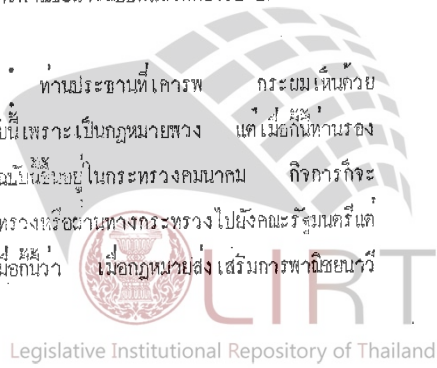 ท่านประธานที่เคารพ กระผมเห็นด้วย
บนี้เพราะเป็นกฎหมายพวง แต่เมื่อกี้นี้ท่านรอง
ฉบับนี้ขึ้นอยู่ในกระทรวงคมนาคม กิจการก็จะ
ทรวงหรือผ่านทางกระทรวงไปยังคณะรัฐมนตรีแต่
มื่อกี้นี้ว่า เมื่อกฎหมายส่งเสริมการพาณิชยนาวี
LIRT
Legislative Institutional Repository of Thailand